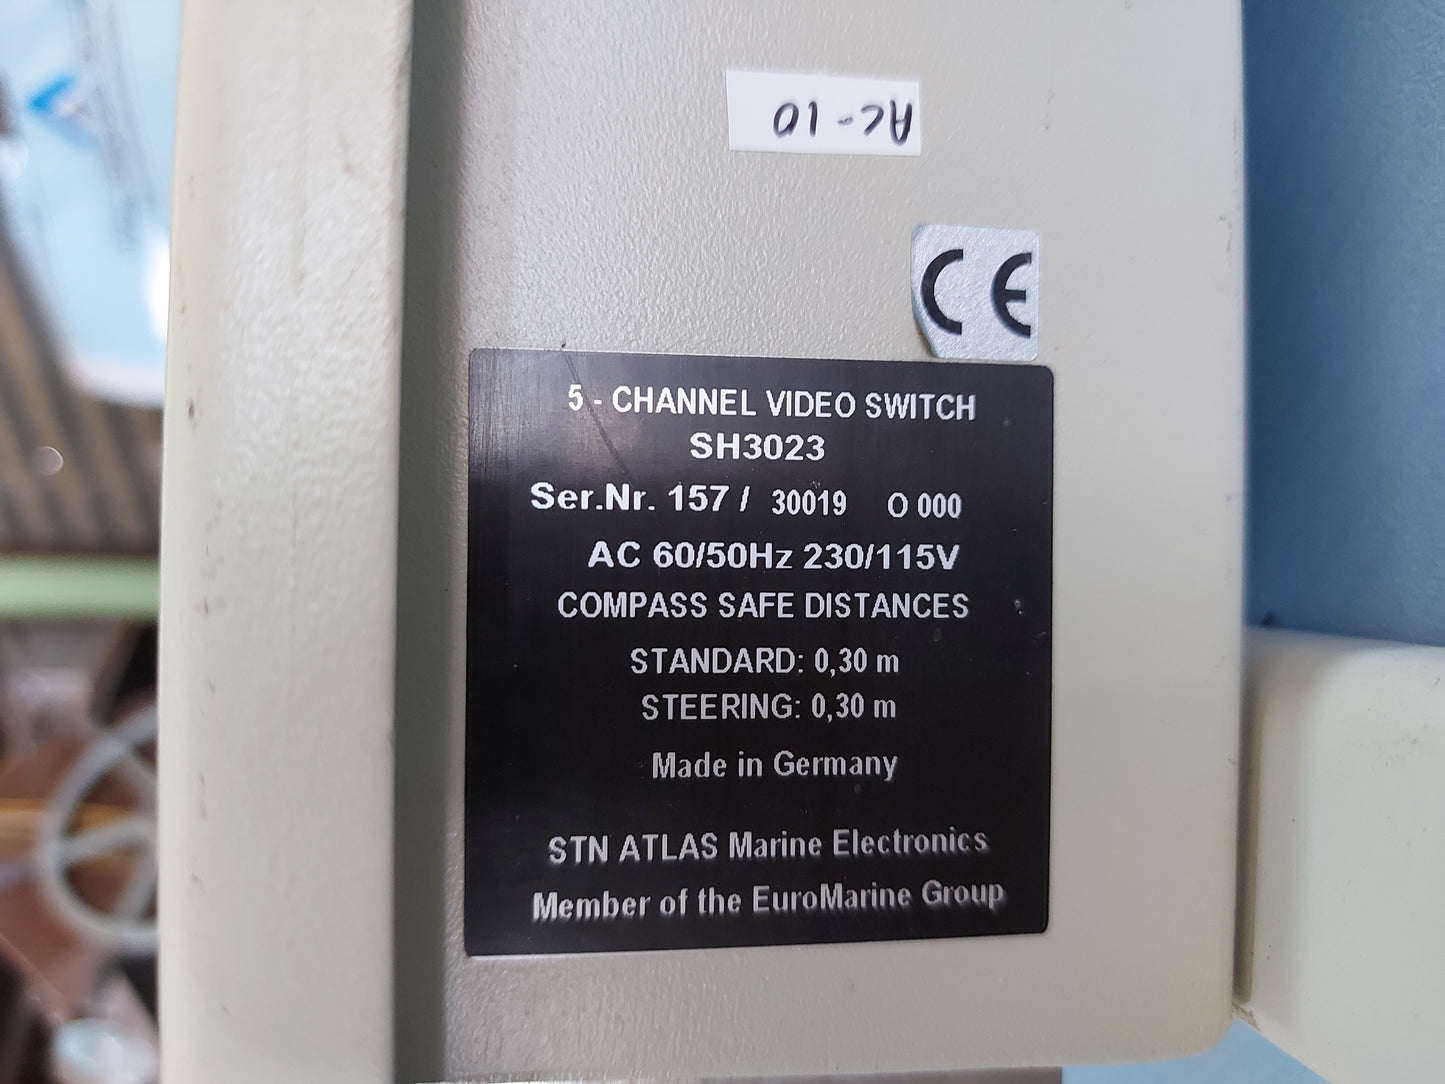 AC-10
CE
5 - CHANNEL VIDEO SWITCH
SH3023
Ser.Nr. 157 / 30019 O 000
AC 60/50Hz 230/115V
COMPASS SAFE DISTANCES
STANDARD: 0,30 m
STEERING: 0,30 m
Made in Germany
STN ATLAS Marine Electronics
Member of the EuroMarine Group